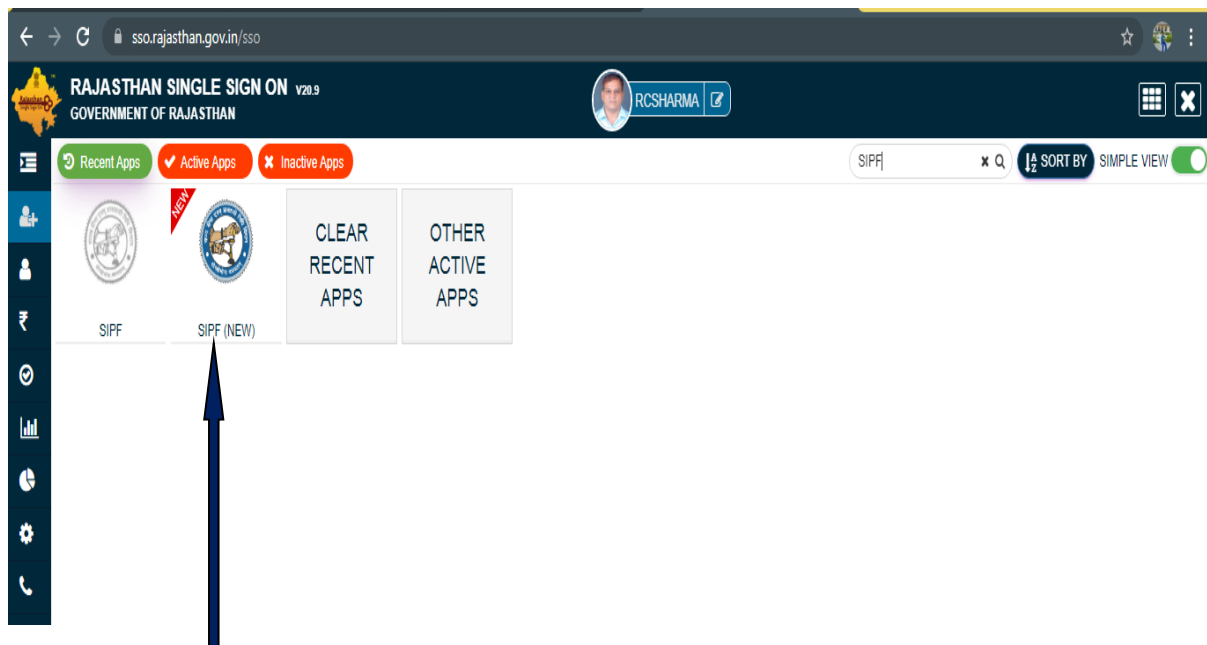 sso.rajasthan.gov.in/sso
RAJASTHAN SINGLE SIGN ON V20.9
GOVERNMENT OF RAJASTHAN
RCSHARMA
Recent Apps
Active Apps
Inactive Apps
SIPF
SORT BY
SIMPLE VIEW
NEW
SIPF
SIPF (NEW)
CLEAR
RECENT
APPS
OTHER
ACTIVE
APPS